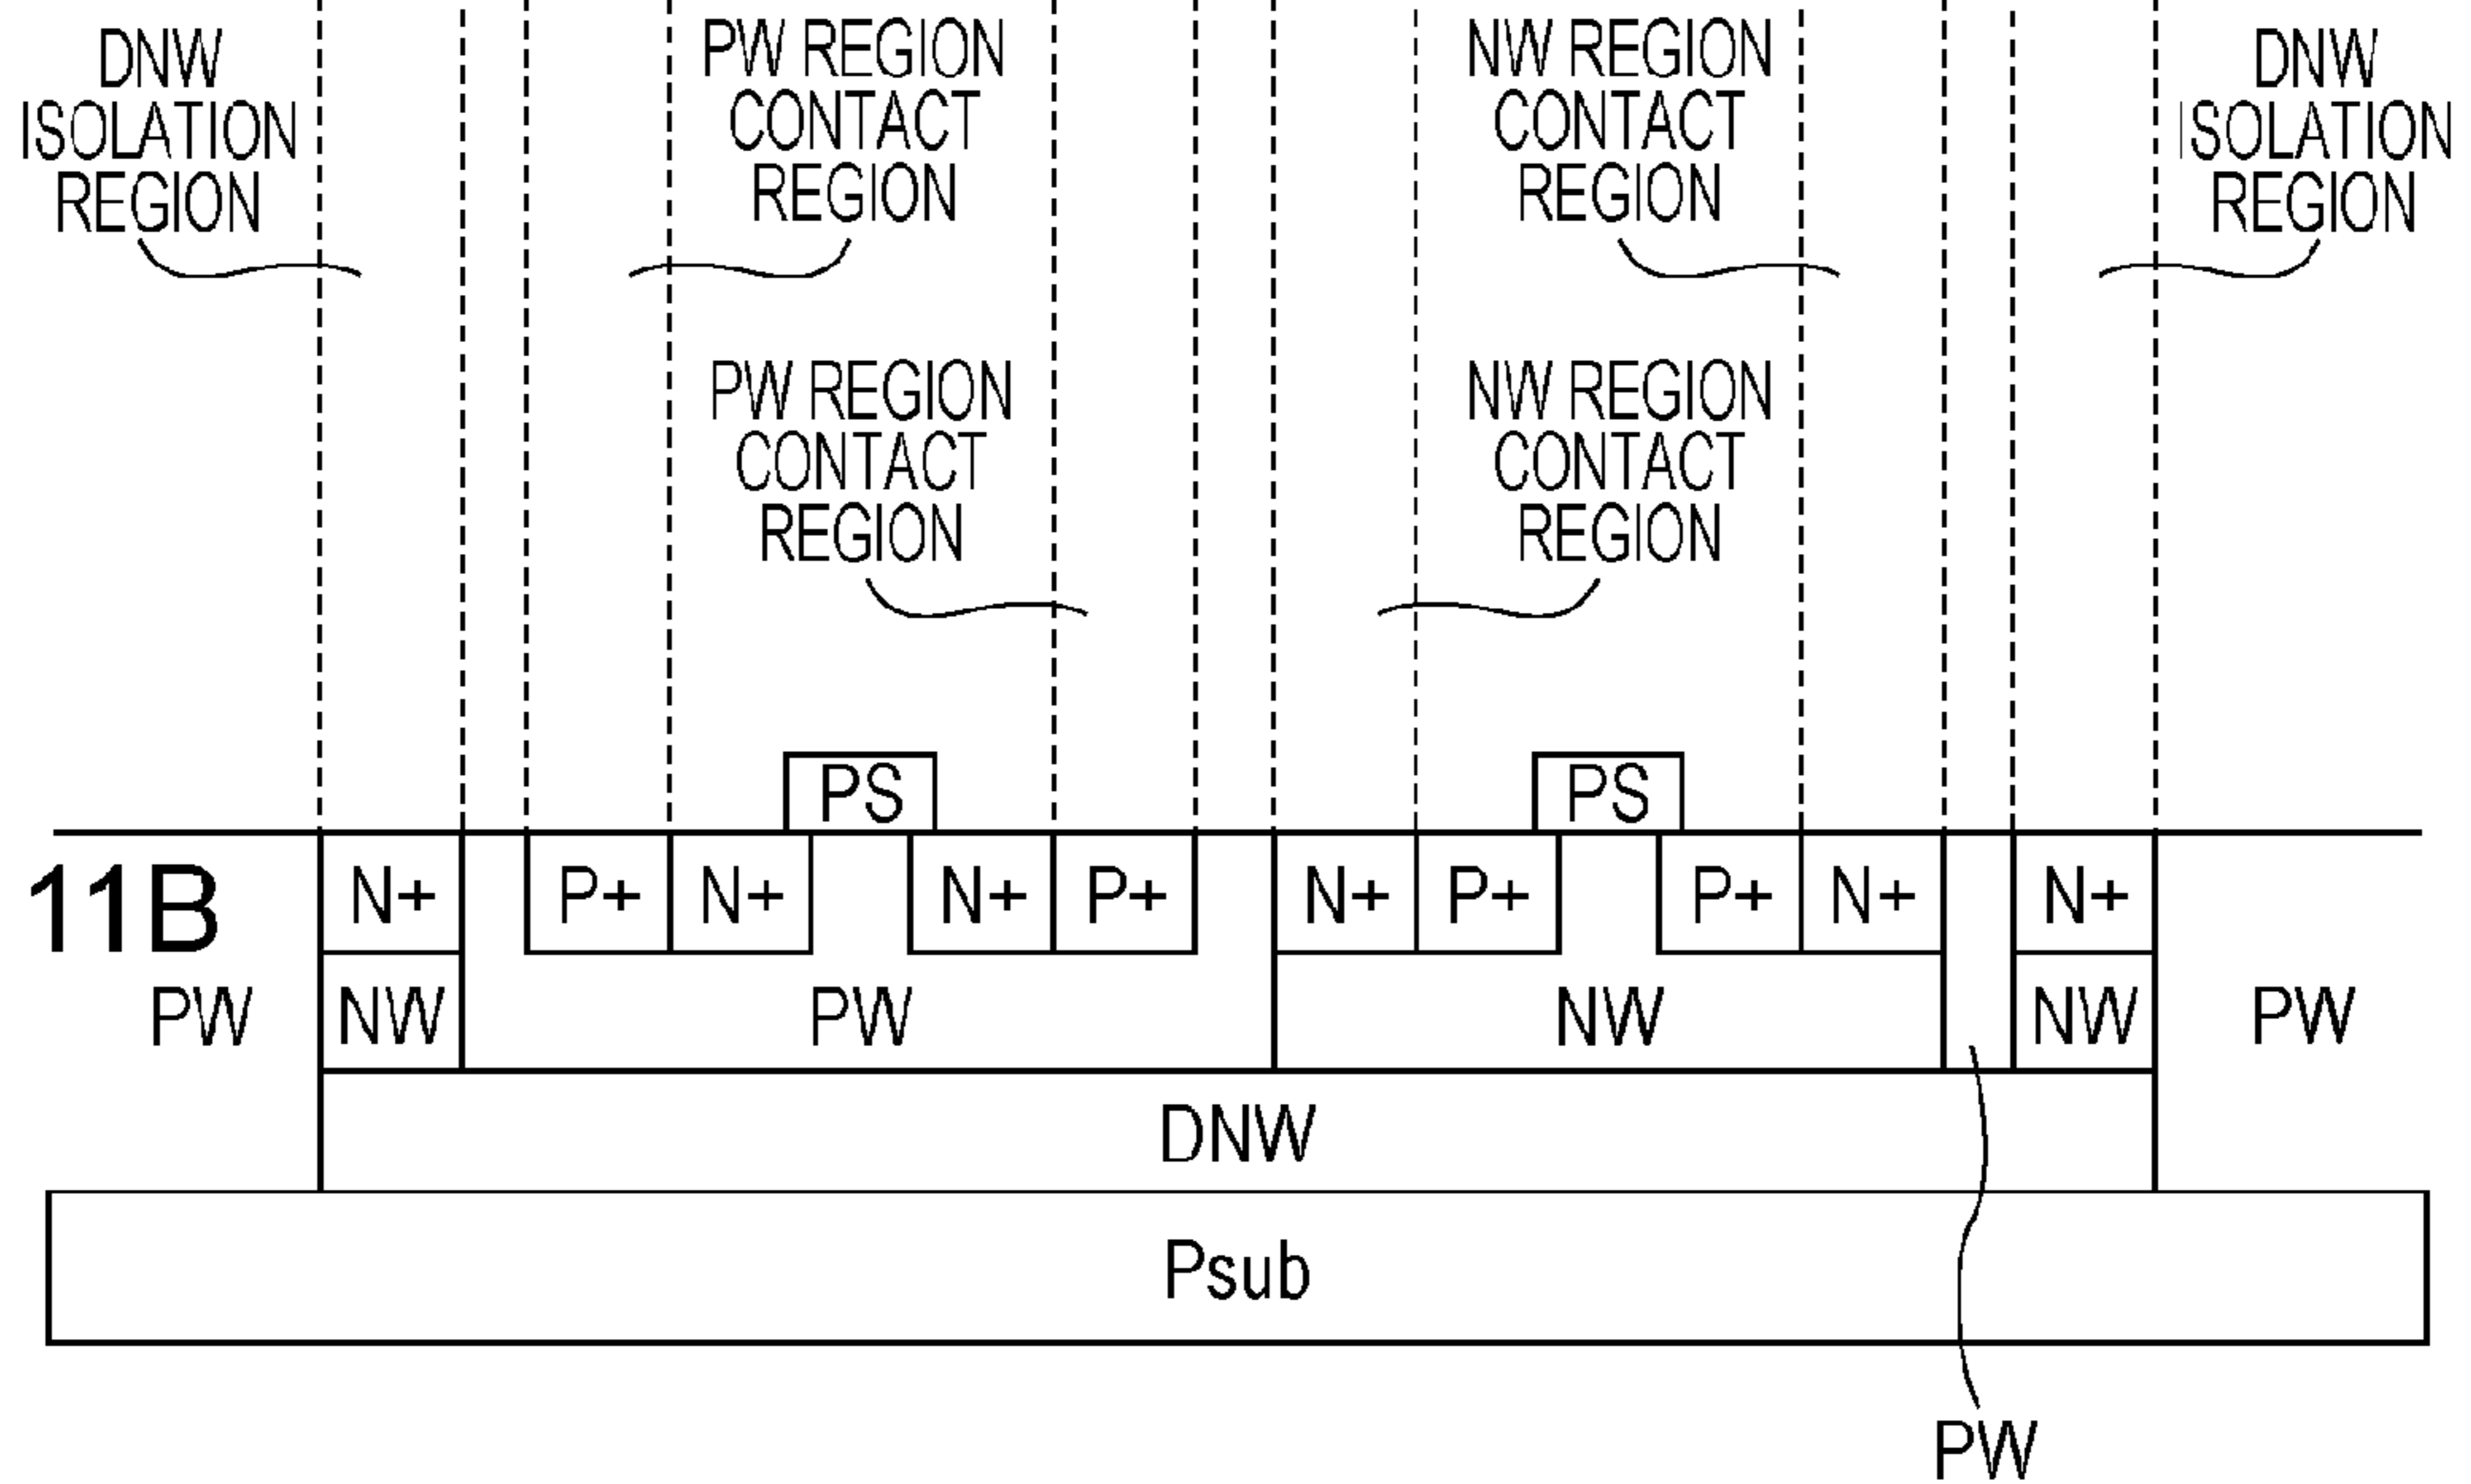 DNW
ISOLATION
REGION
PW REGION
CONTACT
REGION
NW REGION
CONTACT
REGION
DNW
ISOLATION
REGION
PW REGION
CONTACT
REGION
NW REGION
CONTACT
REGION
PS PS
11B N+ P+ N+ N+ P+ N+ P+ P+ N+ N+
PW NW PW NW NW PW
DNW
Psub
PW